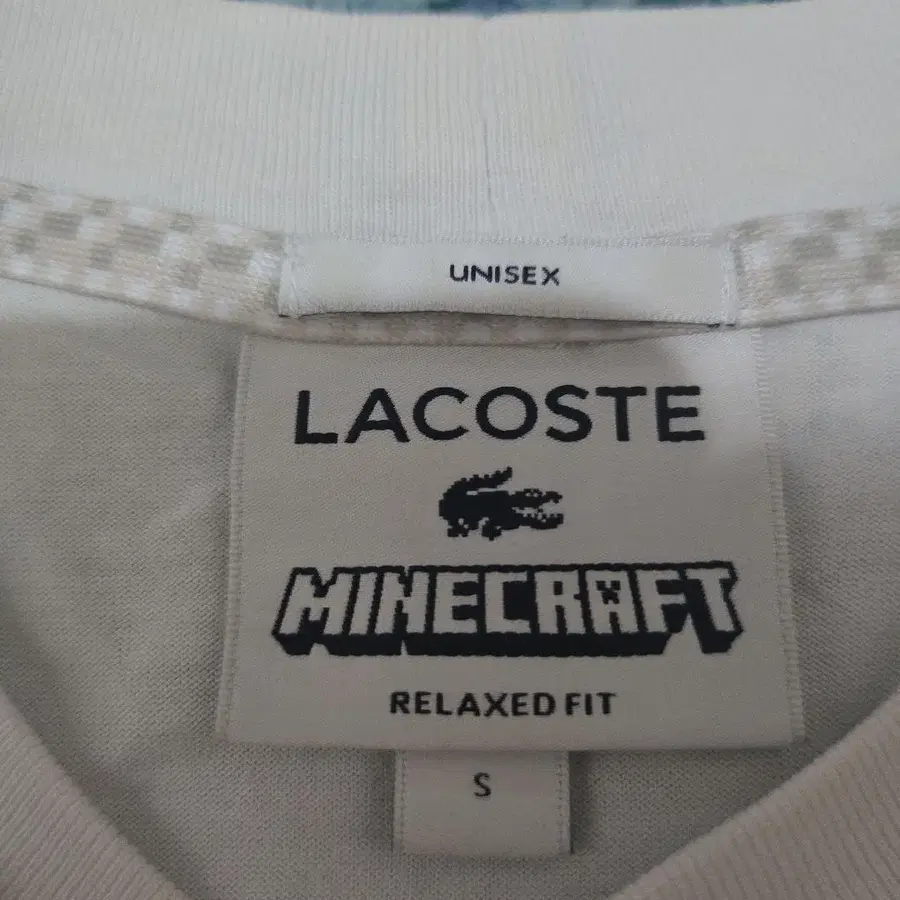 UNISEX
LACOSTE
MINECRAFT
RELAXED FIT
S